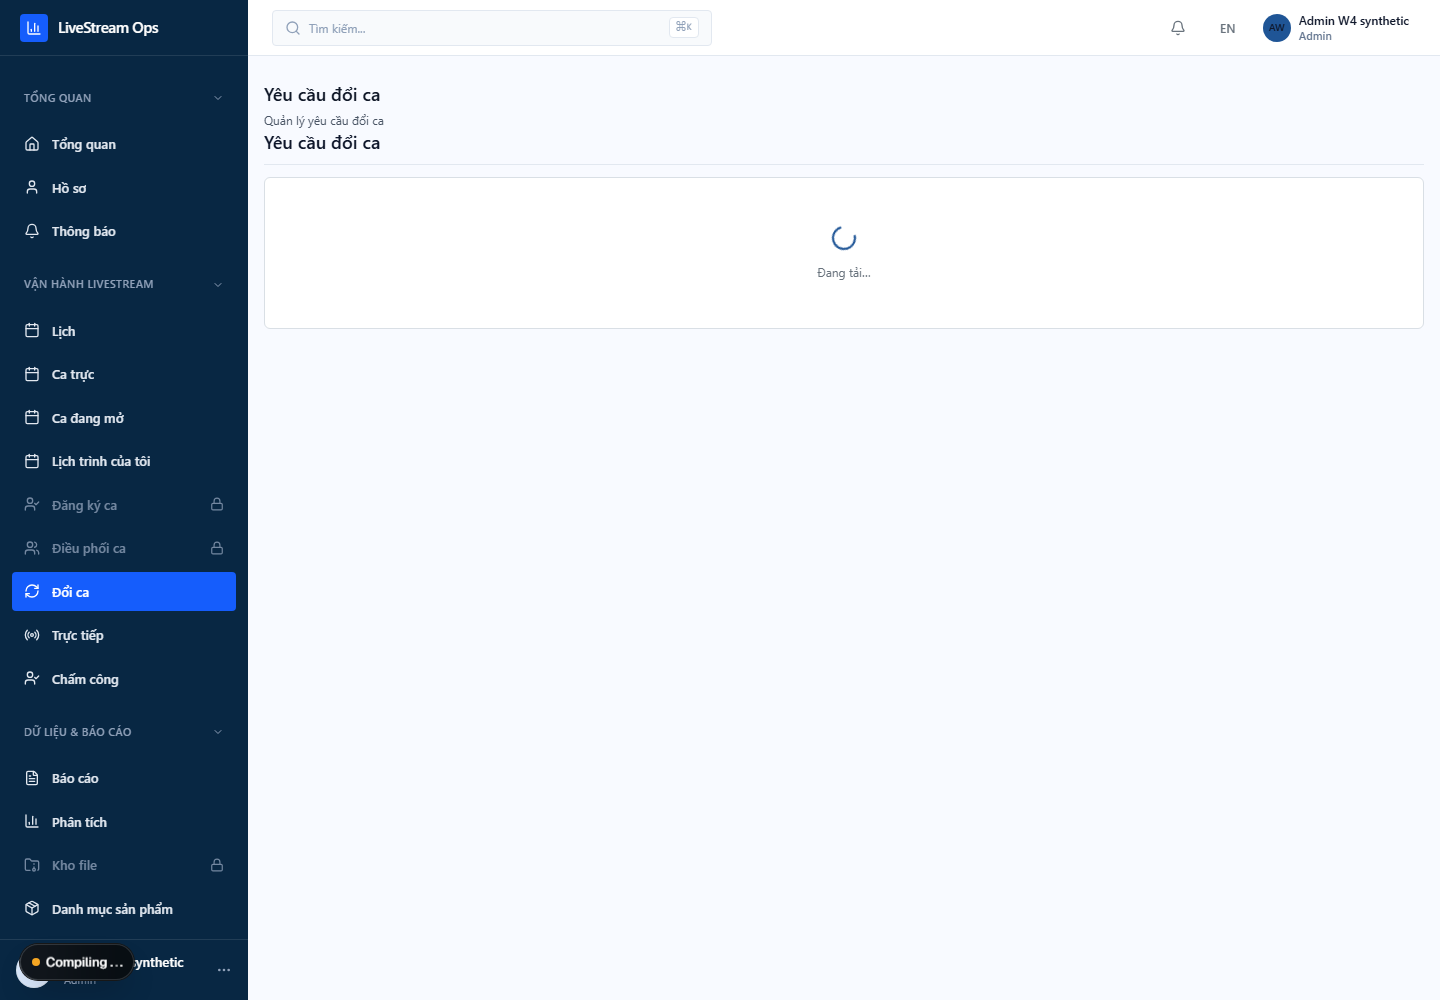 LiveStream Ops
Tìm kiếm...
⌘K
EN
AW
Admin W4 synthetic
Admin
TỔNG QUAN
Tổng quan
Hồ sơ
Thông báo
VẬN HÀNH LIVESTREAM
Lịch
Ca trực
Ca đang mở
Lịch trình của tôi
Đăng ký ca
Điều phối ca
Đổi ca
Trực tiếp
Chấm công
DỮ LIỆU & BÁO CÁO
Báo cáo
Phân tích
Kho file
Danh mục sản phẩm
Compiling ...
synthetic
Admin
Yêu cầu đổi ca
Quản lý yêu cầu đổi ca
Yêu cầu đổi ca
Đang tải...